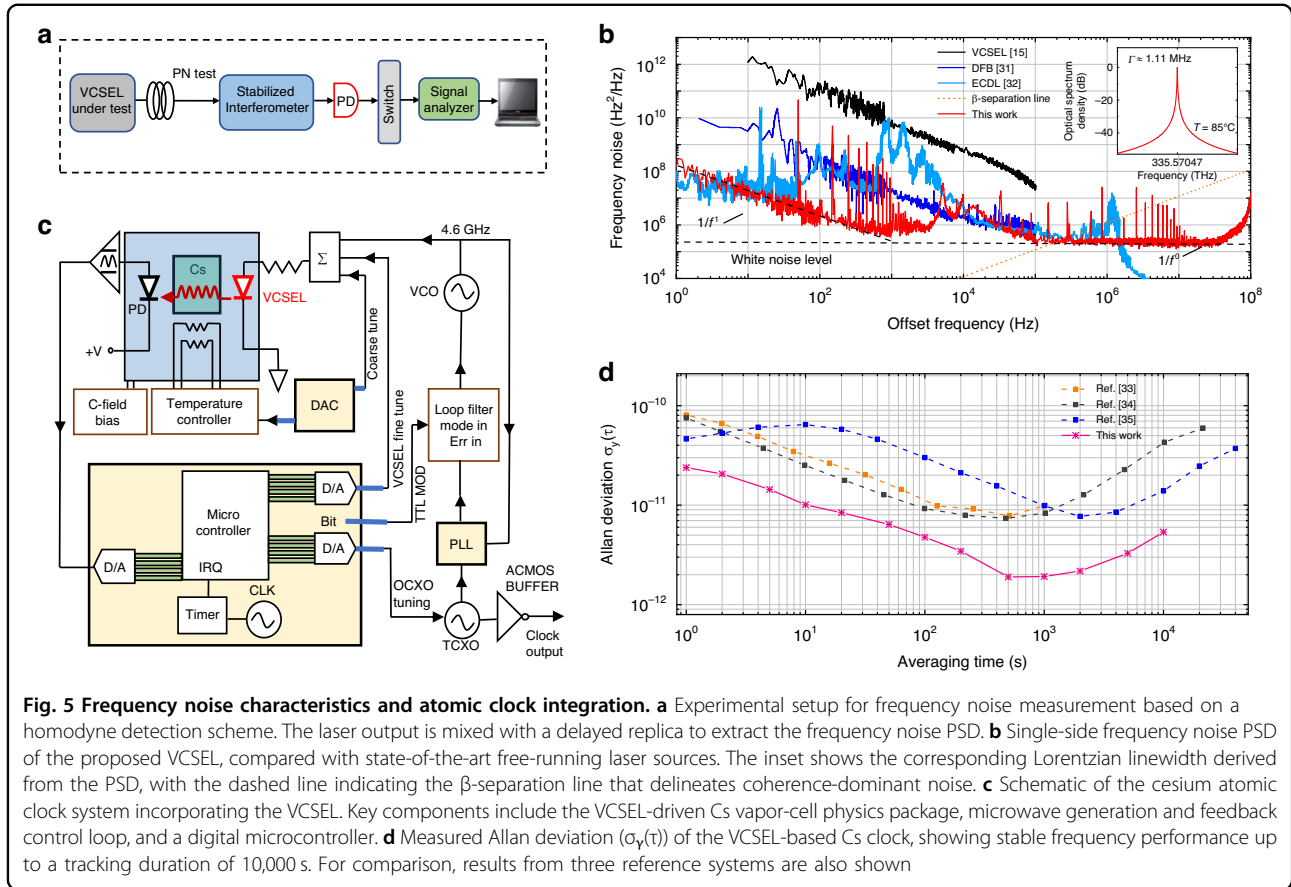 a
VCSEL
under test
PN test
Stabilized
Interferometer
PD
Switch
Signal
analyzer
b
Frequency noise (Hz²/Hz)
10¹²
10¹⁰
10⁸
10⁶
10⁴
VCSEL [15]
DFB [31]
ECDL [32]
β-separation line
This work
1/f¹
White noise level
1/f⁰
10⁰
10²
10⁴
10⁶
10⁸
Offset frequency (Hz)
Optical spectrum
density (dB)
0
−20
−40
Γ ≈ 1.11 MHz
T = 85°C
335.57047
Frequency (THz)
c
Cs
PD
VCSEL
+V
C-field
bias
Temperature
controller
DAC
Coarse tune
Σ
4.6 GHz
VCO
Loop filter
mode in
Err in
VCSEL fine tune
TTL MOD
PLL
D/A
Micro
controller
IRQ
D/A
Bit
D/A
Timer
CLK
OCXO
tuning
TCXO
ACMOS
BUFFER
Clock
output
d
Allan deviation σy(τ)
10⁻¹⁰
10⁻¹¹
10⁻¹²
Ref. [33]
Ref. [34]
Ref. [35]
This work
10⁰
10¹
10²
10³
10⁴
Averaging time (s)
Fig. 5 Frequency noise characteristics and atomic clock integration. a Experimental setup for frequency noise measurement based on a
homodyne detection scheme. The laser output is mixed with a delayed replica to extract the frequency noise PSD. b Single-side frequency noise PSD
of the proposed VCSEL, compared with state-of-the-art free-running laser sources. The inset shows the corresponding Lorentzian linewidth derived
from the PSD, with the dashed line indicating the β-separation line that delineates coherence-dominant noise. c Schematic of the cesium atomic
clock system incorporating the VCSEL. Key components include the VCSEL-driven Cs vapor-cell physics package, microwave generation and feedback
control loop, and a digital microcontroller. d Measured Allan deviation (σγ(τ)) of the VCSEL-based Cs clock, showing stable frequency performance up
to a tracking duration of 10,000 s. For comparison, results from three reference systems are also shown